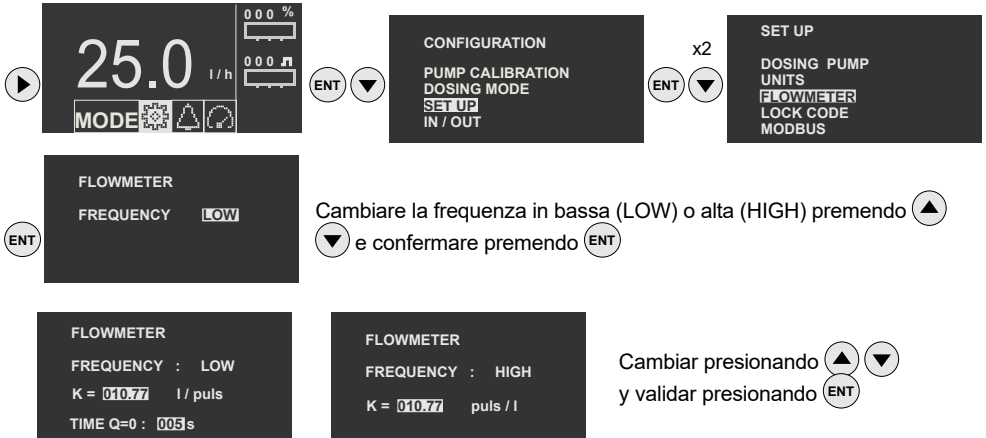 000 %
25.0 l/h
000
MODE
ENT
CONFIGURATION
PUMP CALIBRATION
DOSING MODE
SET UP
IN / OUT
x2
ENT
SET UP
DOSING PUMP
UNITS
FLOWMETER
LOCK CODE
MODBUS
ENT
FLOWMETER
FREQUENCY LOW
Cambiare la frequenza in bassa (LOW) o alta (HIGH) premendo
e confermare premendo ENT
FLOWMETER
FREQUENCY : LOW
K = 010.77 l / puls
TIME Q=0 : 005 s
FLOWMETER
FREQUENCY : HIGH
K = 010.77 puls / l
Cambiar presionando
y validar presionando ENT